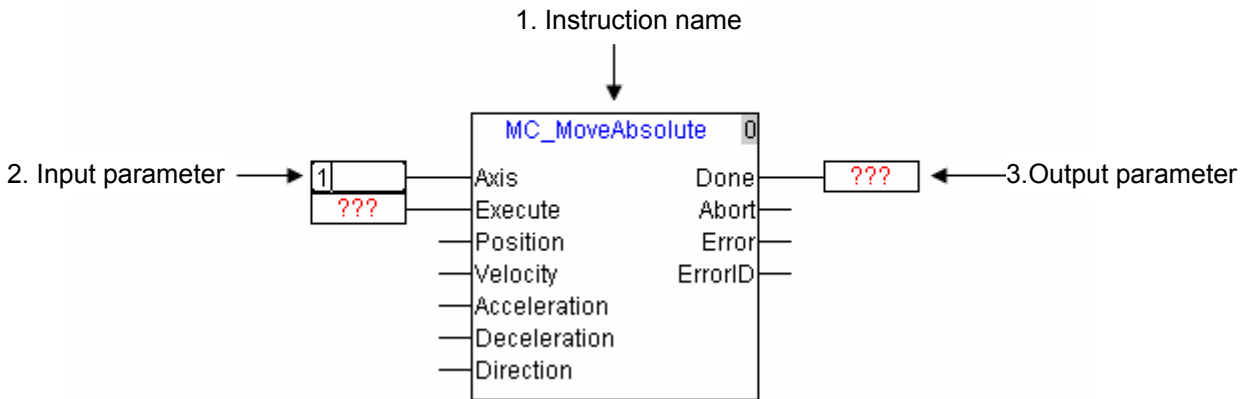 1. Instruction name
MC_MoveAbsolute 0
2. Input parameter
1
Axis Done ???
3.Output parameter
??? Execute Abort
Position Error
Velocity ErrorID
Acceleration
Deceleration
Direction